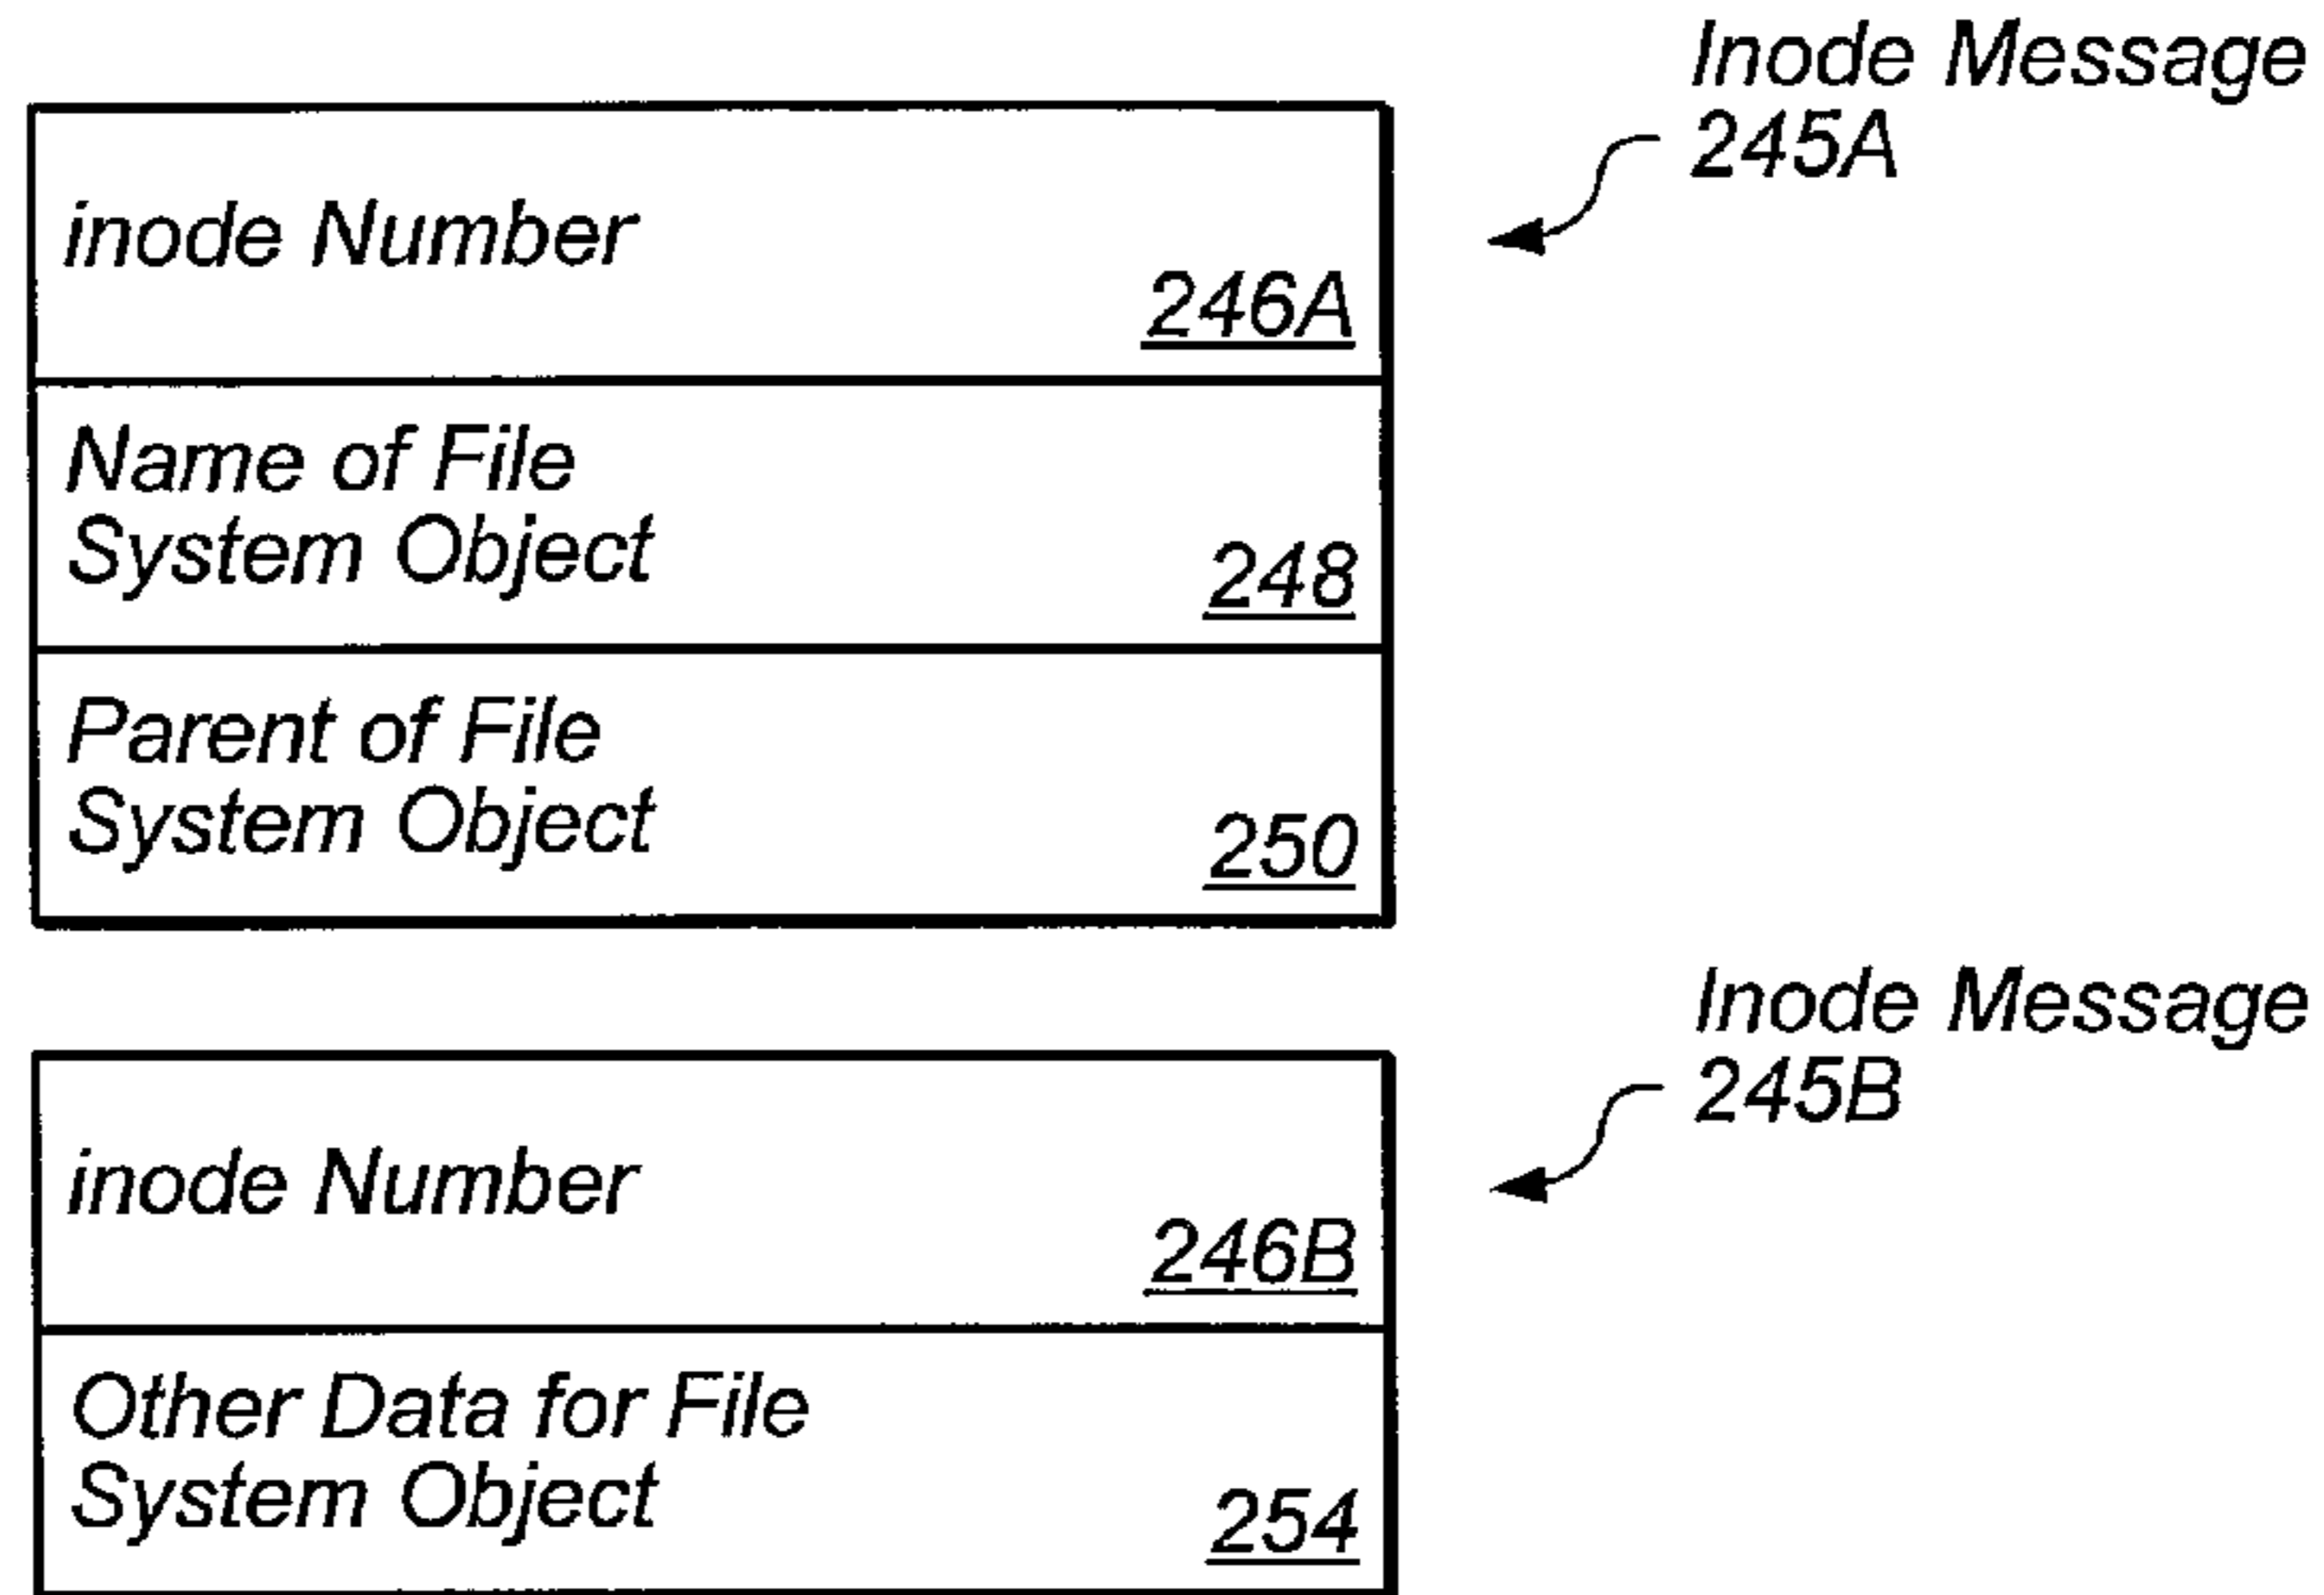 Inode Message
245A
inode Number
246A
Name of File
System Object
248
Parent of File
System Object
250
Inode Message
245B
inode Number
246B
Other Data for File
System Object
254